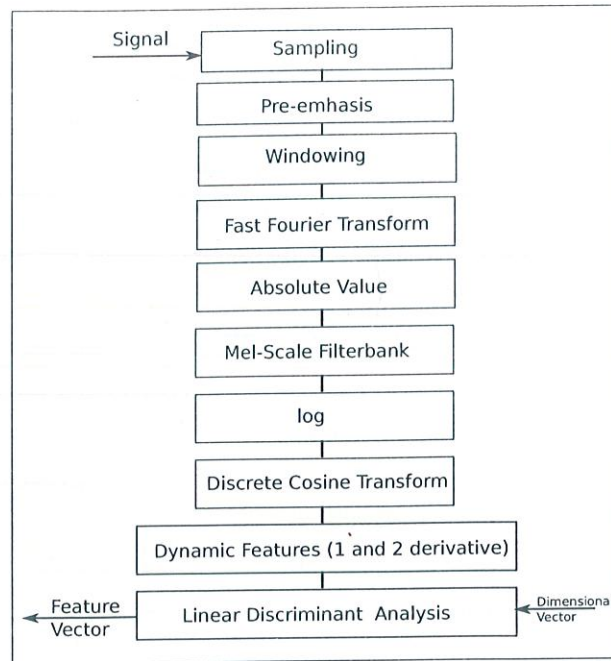 Signal
Sampling
Pre-emhasis
Windowing
Fast Fourier Transform
Absolute Value
Mel-Scale Filterbank
log
Discrete Cosine Transform
Dynamic Features (1 and 2 derivative)
Feature
Vector
Linear Discriminant Analysis
Dimensiona
Vector